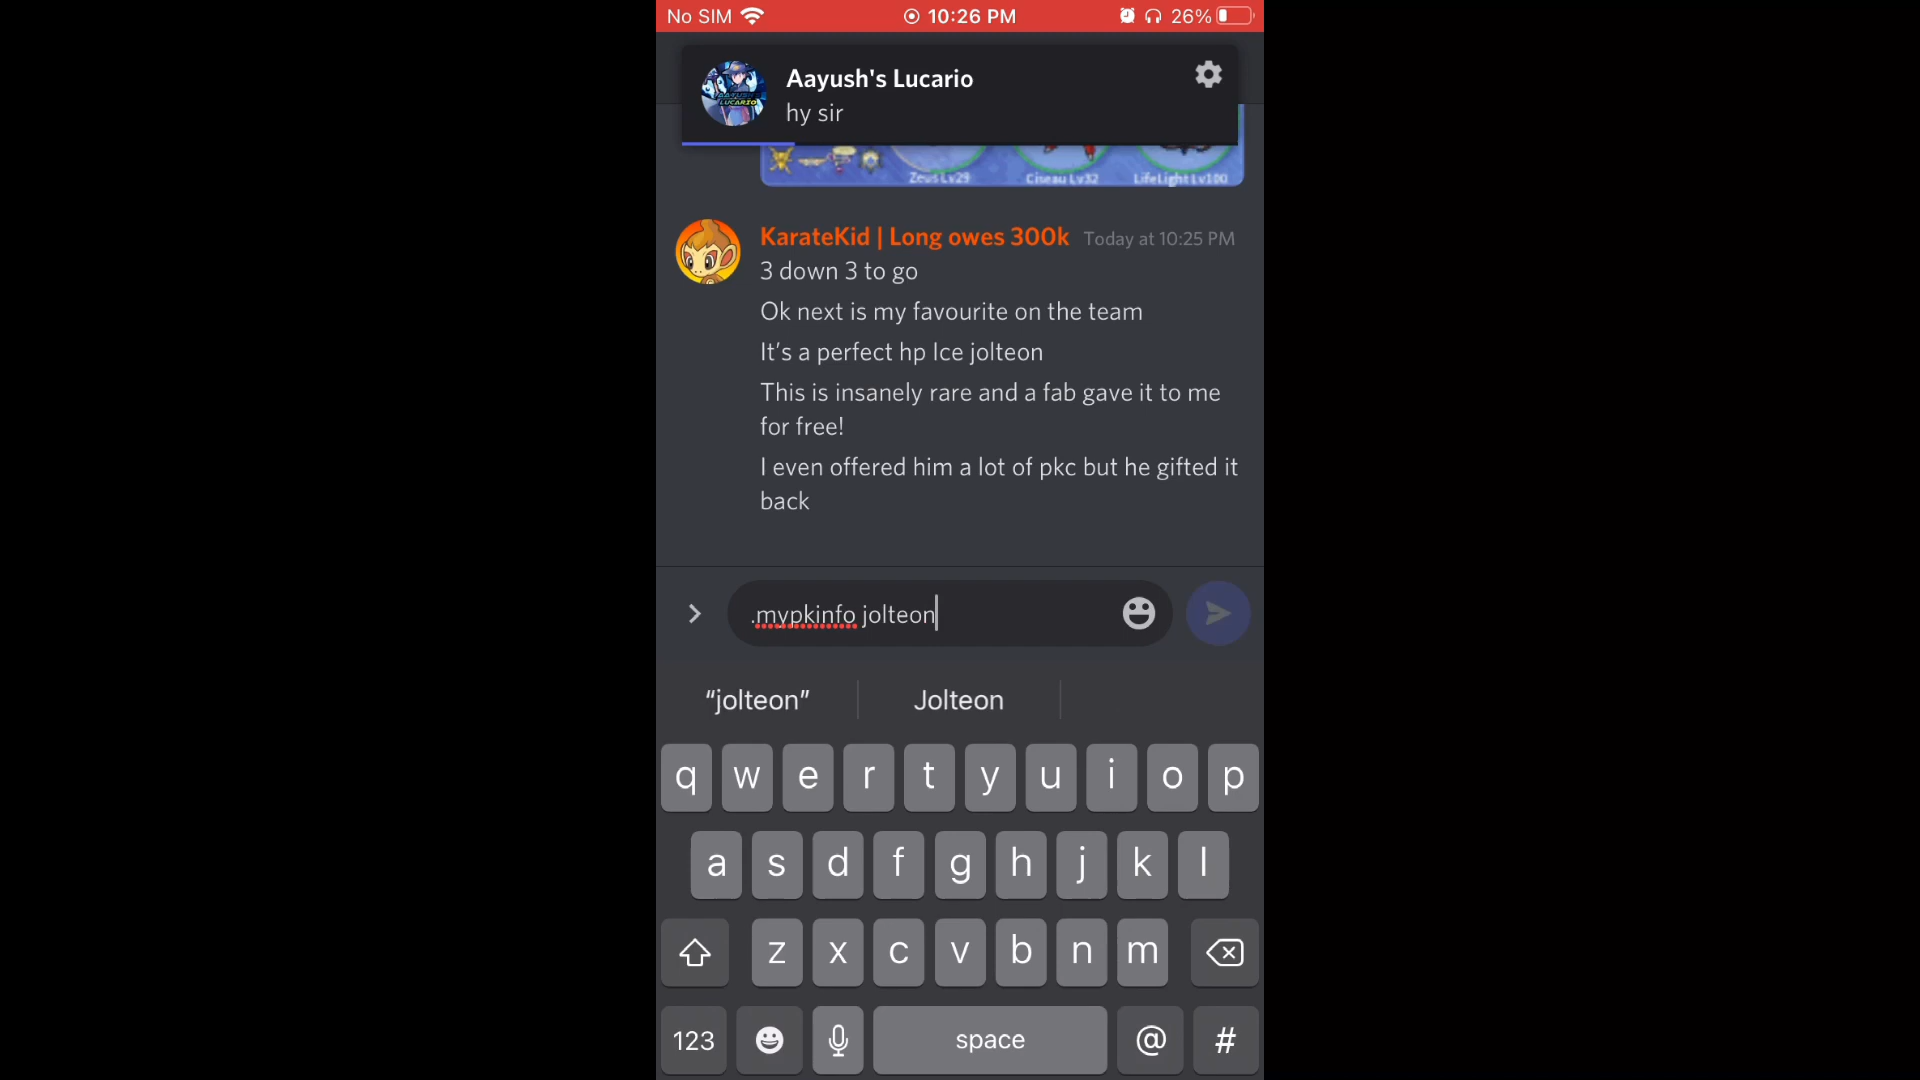 No SIM 10:26 PM 26%
Aayush's Lucario
hy sir
AAYUSH'S
LUCARIO
Zeus Lv29 Ciseau Lv32 LifeLight Lv100
KarateKid | Long owes 300k Today at 10:25 PM
3 down 3 to go
Ok next is my favourite on the team
It’s a perfect hp Ice jolteon
This is insanely rare and a fab gave it to me
for free!
I even offered him a lot of pkc but he gifted it
back
.mypkinfo jolteon
“jolteon” Jolteon
q w e r t y u i o p
a s d f g h j k l
z x c v b n m
123 space @ #